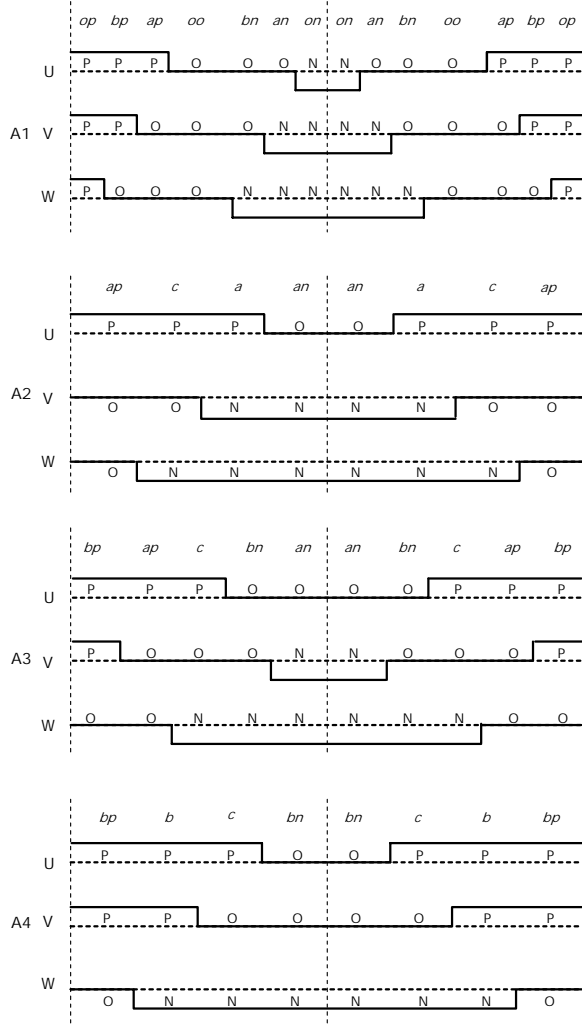 op bp ap oo bn an on on an bn oo ap bp op
P P P O O O N N O O O P P P
U
P P O O O N N N N O O O P P
A1 V
P O O O N N N N N N O O O P
W
ap c a an an a c ap
P P P O O P P P
U
A2 V
O O N N N N O O
W
O N N N N N N O
bp ap c bn an an bn c ap bp
P P P O O O O P P P
U
P O O O N N O O O P
A3 V
O O N N N N N N O O
W
bp b c bn bn c b bp
P P P O O P P P
U
P P O O O O P P
A4 V
W
O N N N N N N O